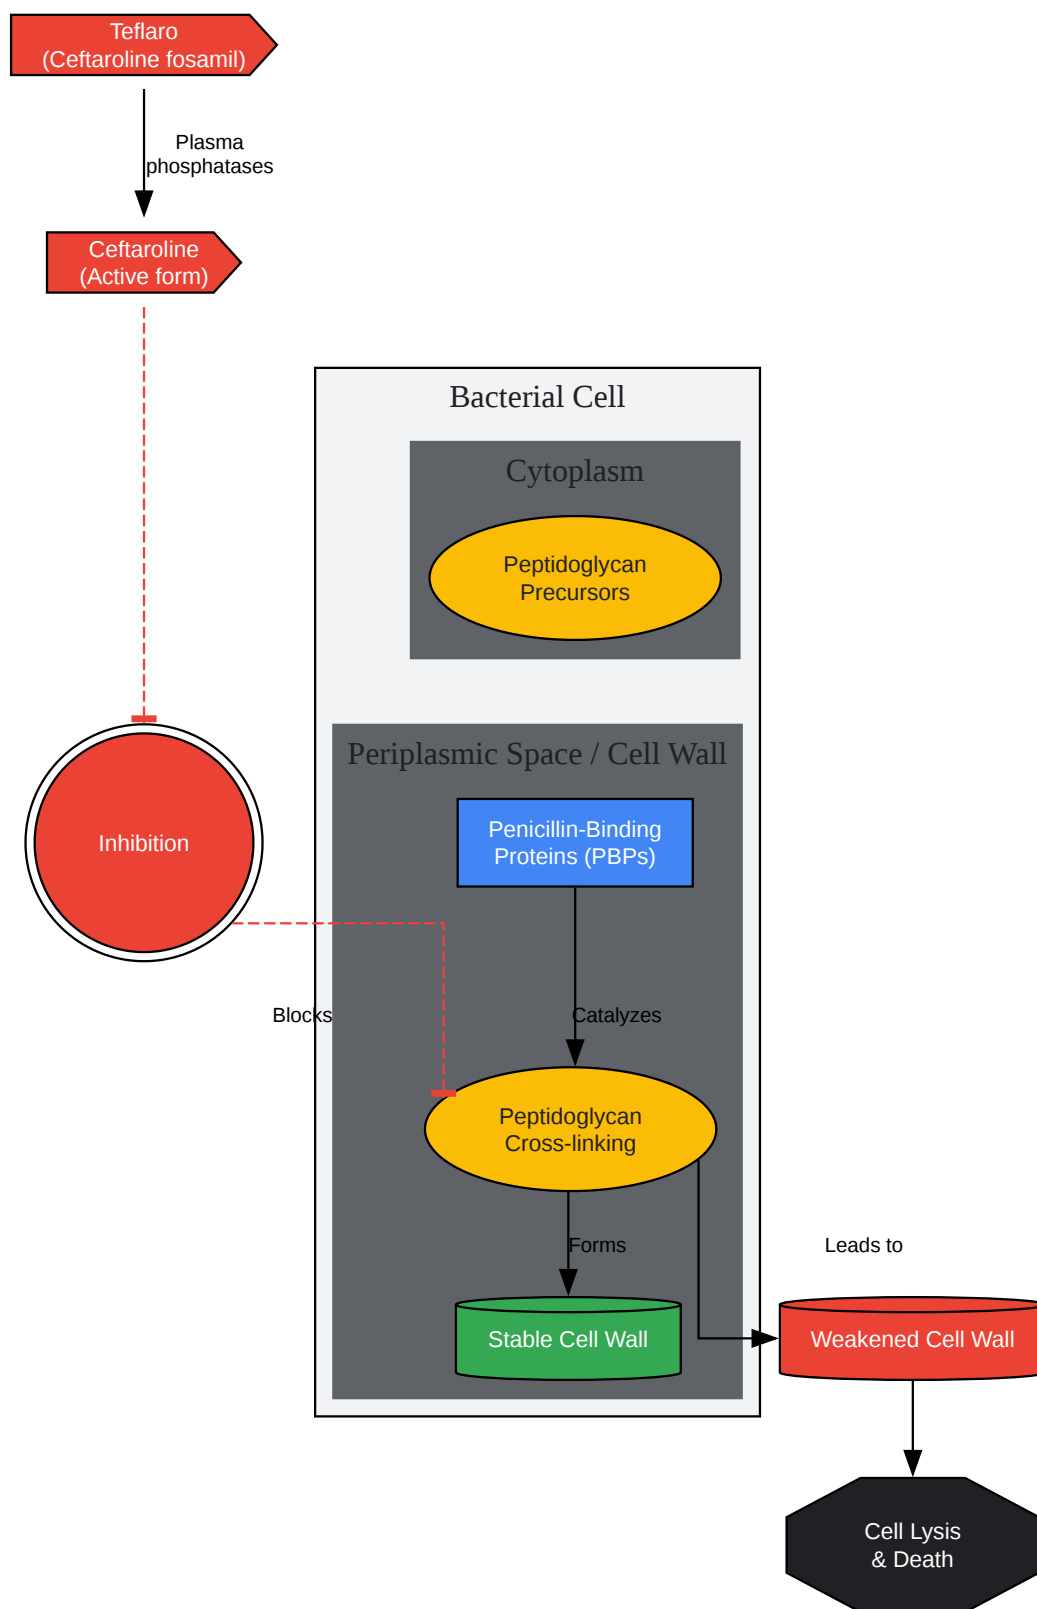 Teflaro
(Ceftaroline fosamil)
Plasma
phosphatases
Ceftaroline
(Active form)
Bacterial Cell
Cytoplasm
Peptidoglycan
Precursors
Periplasmic Space / Cell Wall
Penicillin-Binding
Proteins (PBPs)
Inhibition
Blocks
Catalyzes
Peptidoglycan
Cross-linking
Forms
Leads to
Stable Cell Wall
Weakened Cell Wall
Cell Lysis
& Death